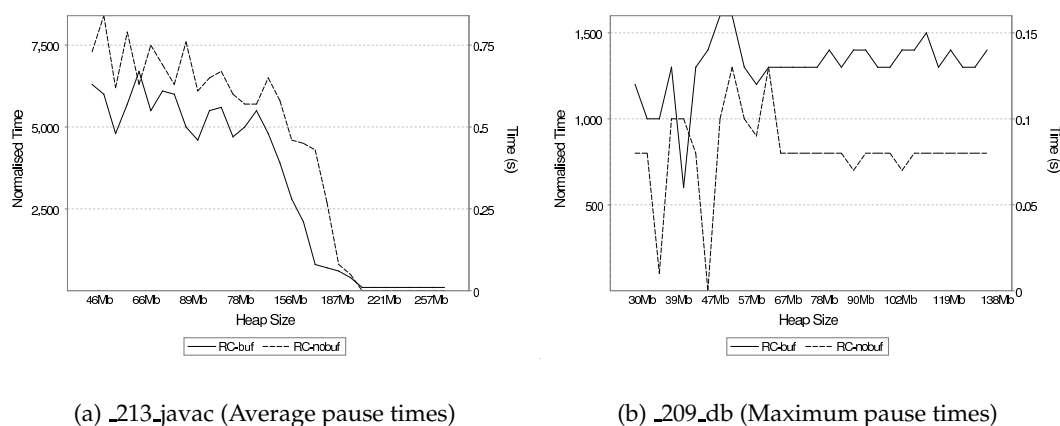 7,500
5,000
2,500
Normalised Time
0.75
0.5
0.25
0
Time (s)
46Mb 66Mb 89Mb 78Mb 156Mb 187Mb 221Mb 257Mb
Heap Size
RC-buf RC-nobuf
(a) _213_javac (Average pause times)
1,500
1,000
500
Normalised Time
0.15
0.1
0.05
0
Time (s)
30Mb 39Mb 47Mb 57Mb 67Mb 78Mb 90Mb 102Mb 119Mb 138Mb
Heap Size
RC-buf RC-nobuf
(b) _209_db (Maximum pause times)